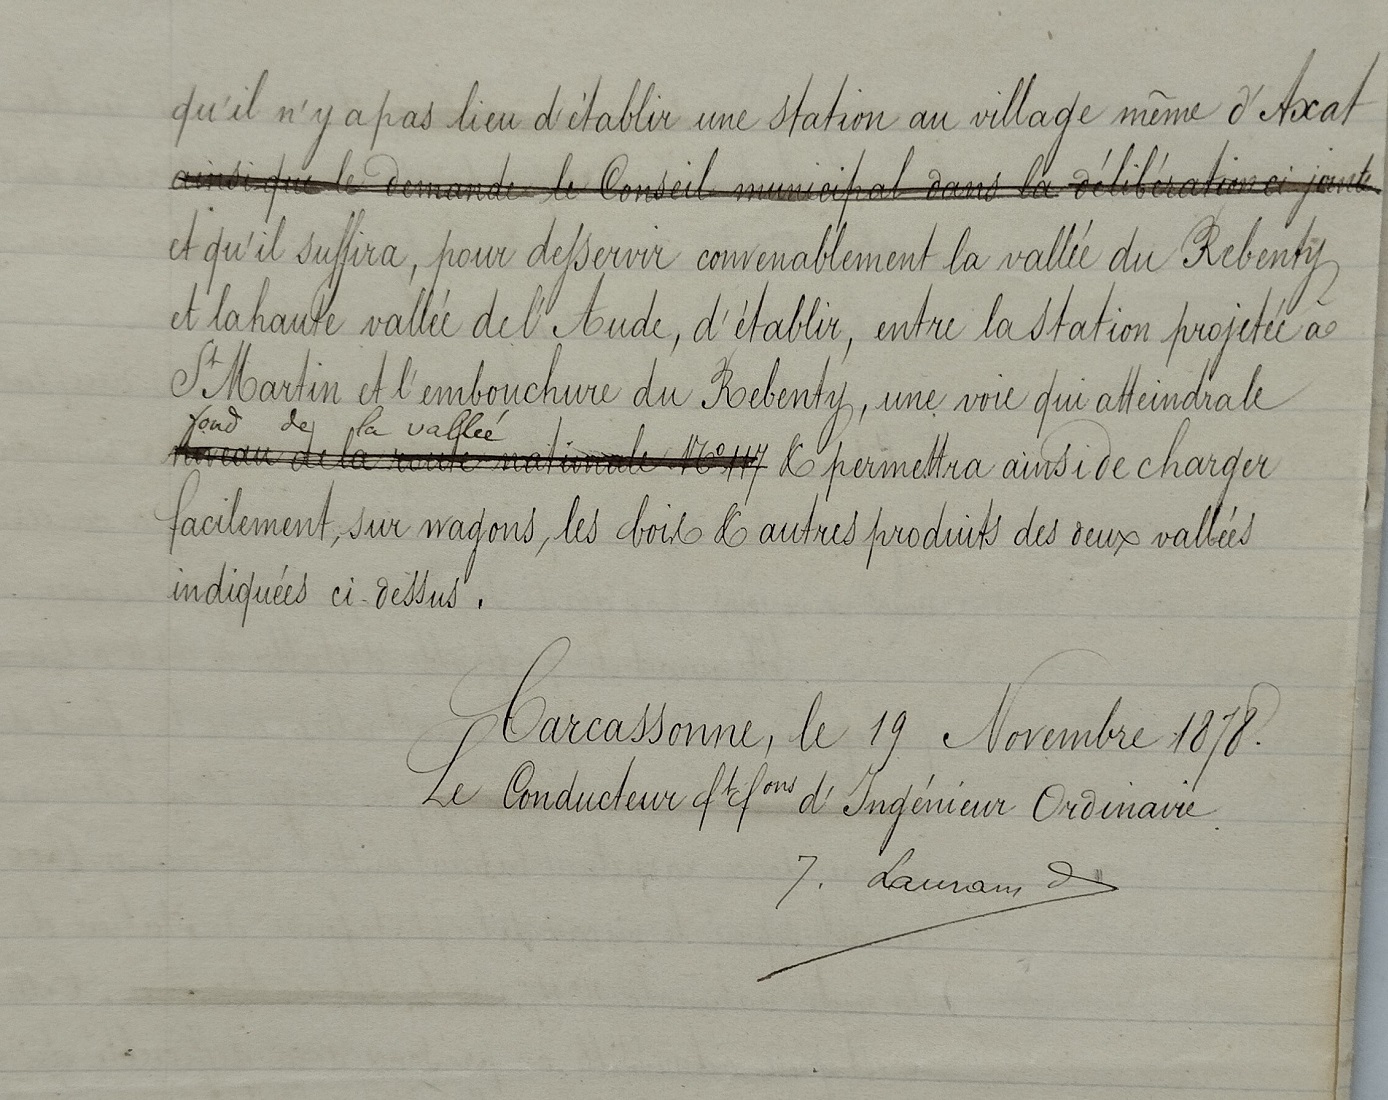 qu'il n'y a pas lieu d'établir une station au village même d'Axat
ainsi que le demande le Conseil municipal dans la délibération ci jointe
et qu'il suffira, pour desservir convenablement la vallée du Rebenty
et la haute vallée de l'Aude, d'établir, entre la station projetée à
St Martin et l'embouchure du Rebenty, une voie qui atteindra le
fond de la vallée
niveau de la route nationale No 117 & permettra ainsi de charger
facilement, sur wagons, les bois & autres produits des deux vallées
indiquées ci-dessus.
Carcassonne, le 19 Novembre 1878.
Le Conducteur ft fons d'Ingénieur Ordinaire.
J. Laurans